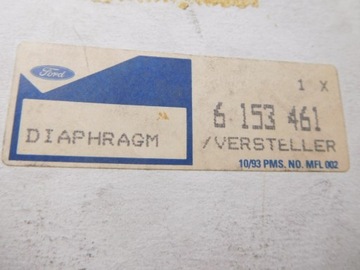 Ford
1 X
6 153 461
DIAPHRAGM
/VERSTELLER
10/93 PMS. NO. MFL 002